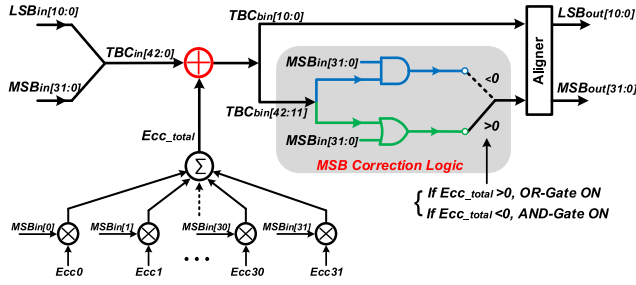 LSBin[10:0]
MSBin[31:0]
TBCin[42:0]
TBCbin[10:0]
TBCbin[42:11]
MSBin[31:0]
MSBin[31:0]
<0
>0
MSB Correction Logic
Aligner
LSBout[10:0]
MSBout[31:0]
Ecc_total
Σ
If Ecc_total >0, OR-Gate ON
If Ecc_total <0, AND-Gate ON
MSBin[0]
MSBin[1]
MSBin[30]
MSBin[31]
Ecc0
Ecc1
• • •
Ecc30
Ecc31